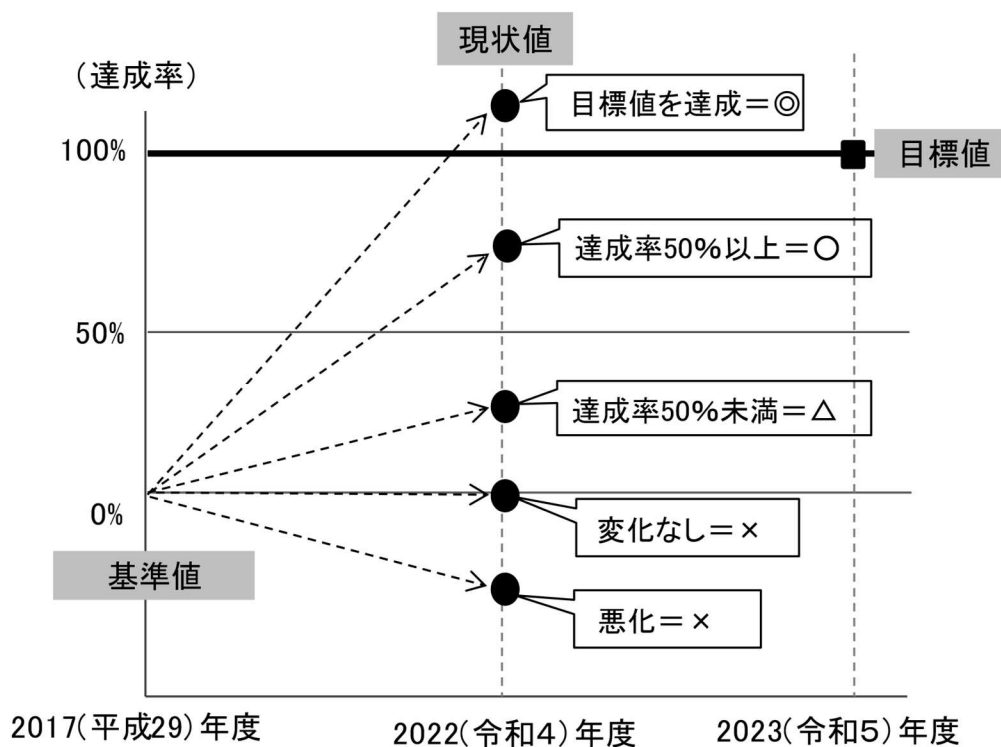 現状値
（達成率）
目標値を達成＝◎
100%
目標値
達成率50%以上＝○
50%
達成率50%未満＝△
0%
変化なし＝×
基準値
悪化＝×
2017(平成29)年度
2022(令和4)年度
2023(令和5)年度